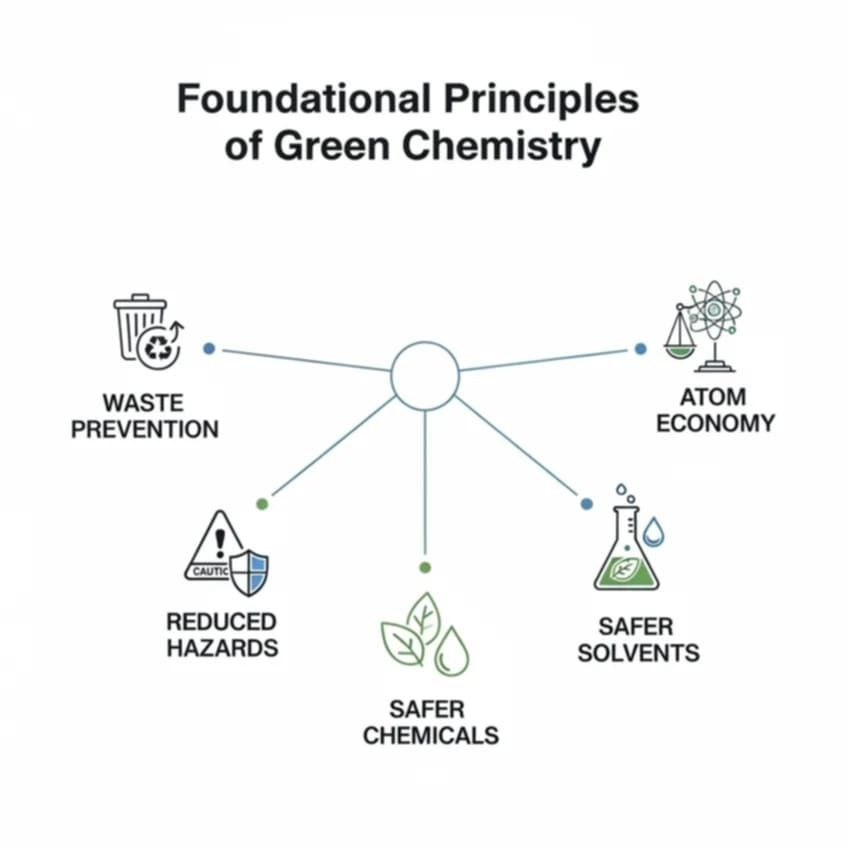 Foundational Principles
of Green Chemistry
WASTE
PREVENTION
ATOM
ECONOMY
CAUTIC
REDUCED
HAZARDS
SAFER
SOLVENTS
SAFER
CHEMICALS